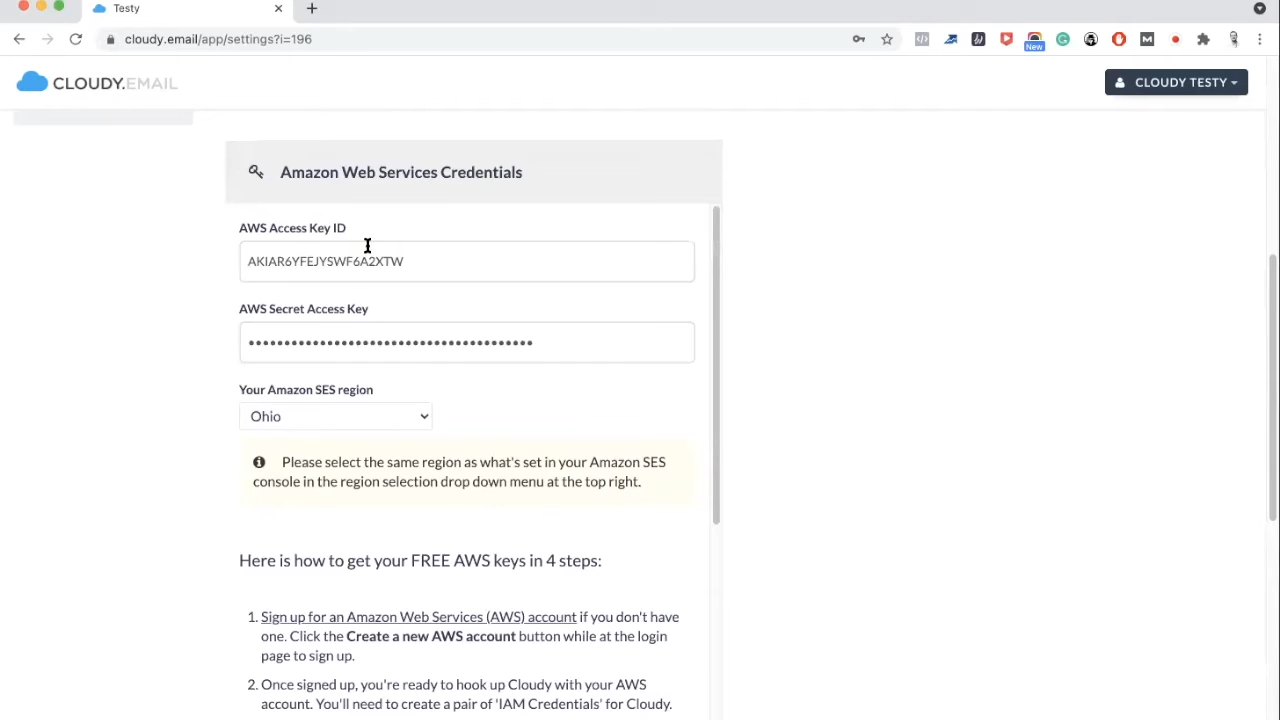 Testy
cloudy.email/app/settings?i=196
New
CLOUDY.EMAIL
CLOUDY TESTY
Amazon Web Services Credentials
AWS Access Key ID
AKIAR6YFEJYSWF6A2XTW
AWS Secret Access Key
••••••••••••••••••••••••••••••••••••••••
Your Amazon SES region
Ohio
Please select the same region as what's set in your Amazon SES
console in the region selection drop down menu at the top right.
Here is how to get your FREE AWS keys in 4 steps:
1. Sign up for an Amazon Web Services (AWS) account if you don't have
one. Click the Create a new AWS account button while at the login
page to sign up.
2. Once signed up, you're ready to hook up Cloudy with your AWS
account. You'll need to create a pair of 'IAM Credentials' for Cloudy.